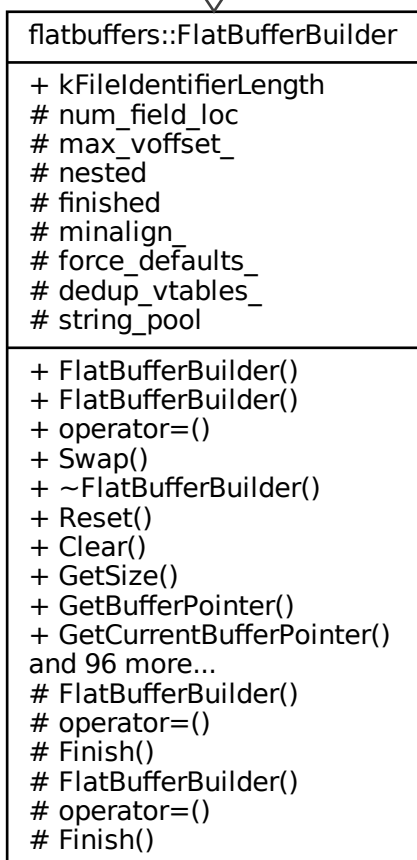 flatbuffers::FlatBufferBuilder
+ kFileIdentifierLength
# num_field_loc
# max_voffset_
# nested
# finished
# minalign_
# force_defaults_
# dedup_vtables_
# string_pool
+ FlatBufferBuilder()
+ FlatBufferBuilder()
+ operator=()
+ Swap()
+ ~FlatBufferBuilder()
+ Reset()
+ Clear()
+ GetSize()
+ GetBufferPointer()
+ GetCurrentBufferPointer()
and 96 more...
# FlatBufferBuilder()
# operator=()
# Finish()
# FlatBufferBuilder()
# operator=()
# Finish()